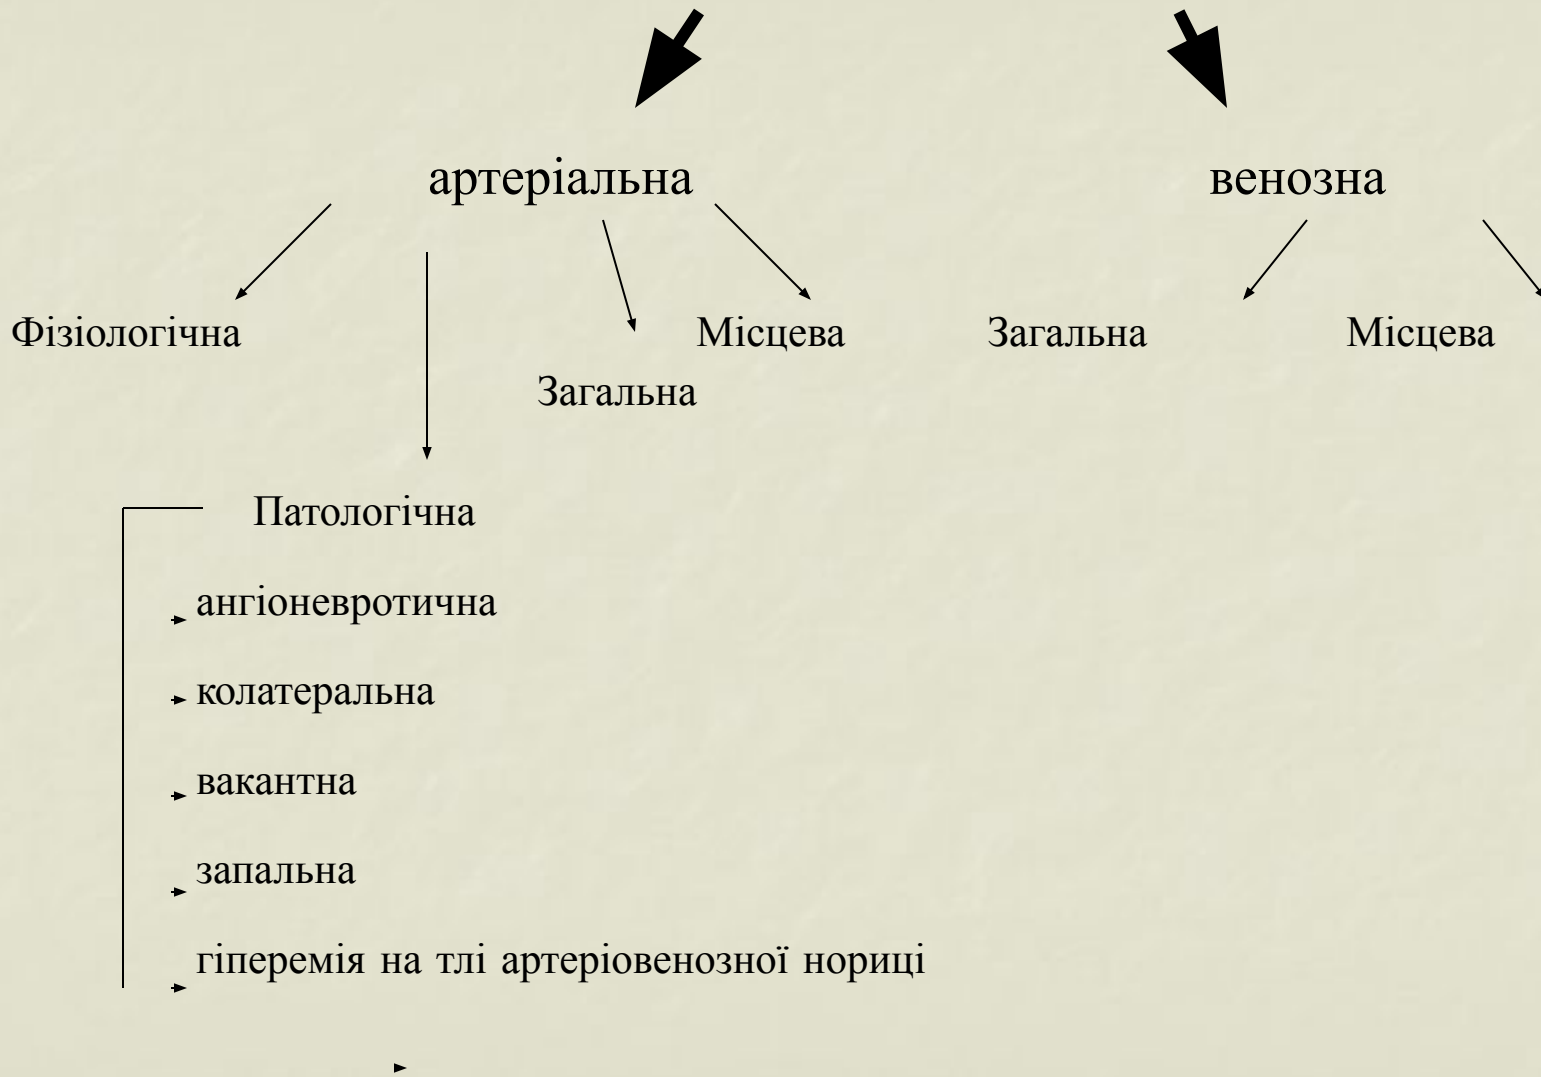 артеріальна венозна
Фізіологічна Місцева Загальна Місцева
Загальна
Патологічна
ангіоневротична
колатеральна
вакантна
запальна
гіперемія на тлі артеріовенозної нориці